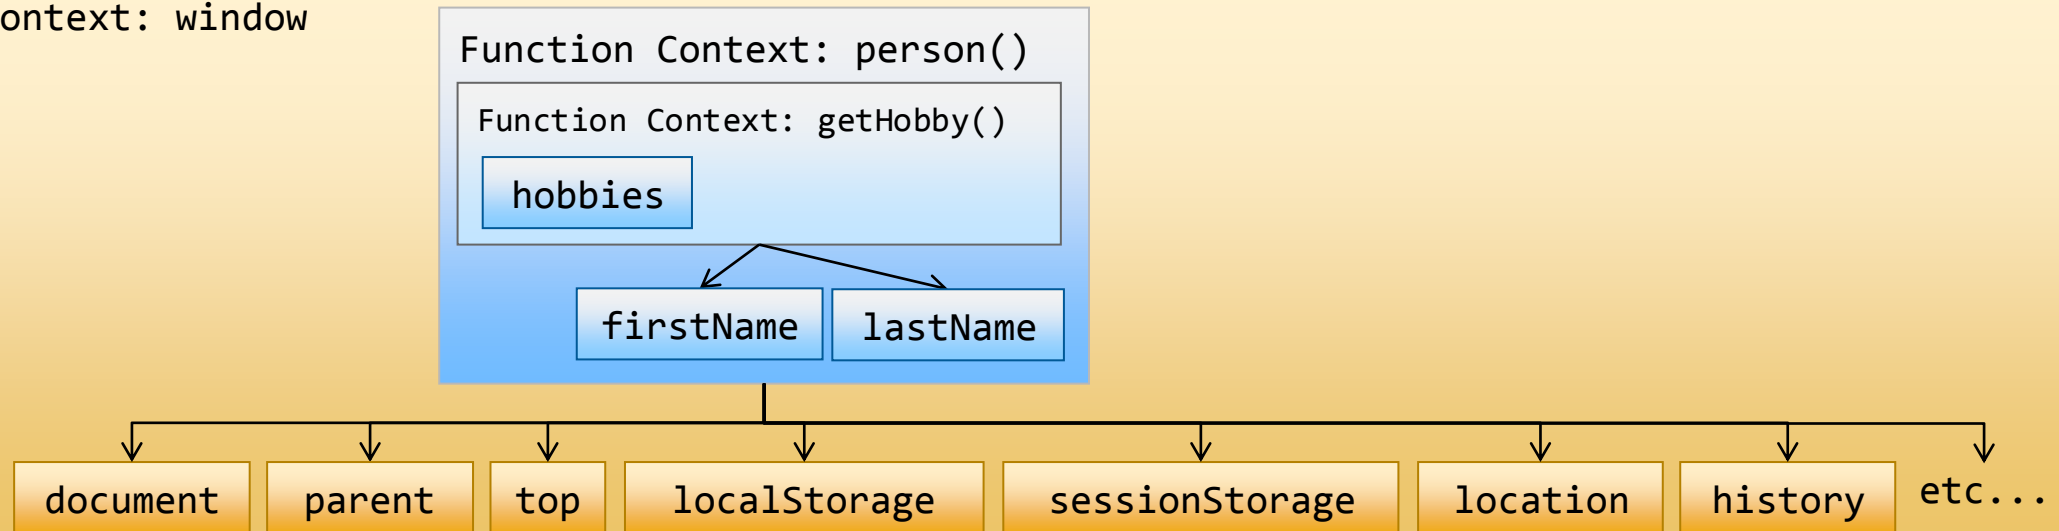 ontext: window
Function Context: person()
Function Context: getHobby()
hobbies
firstName lastName
document parent top localStorage sessionStorage location history etc...